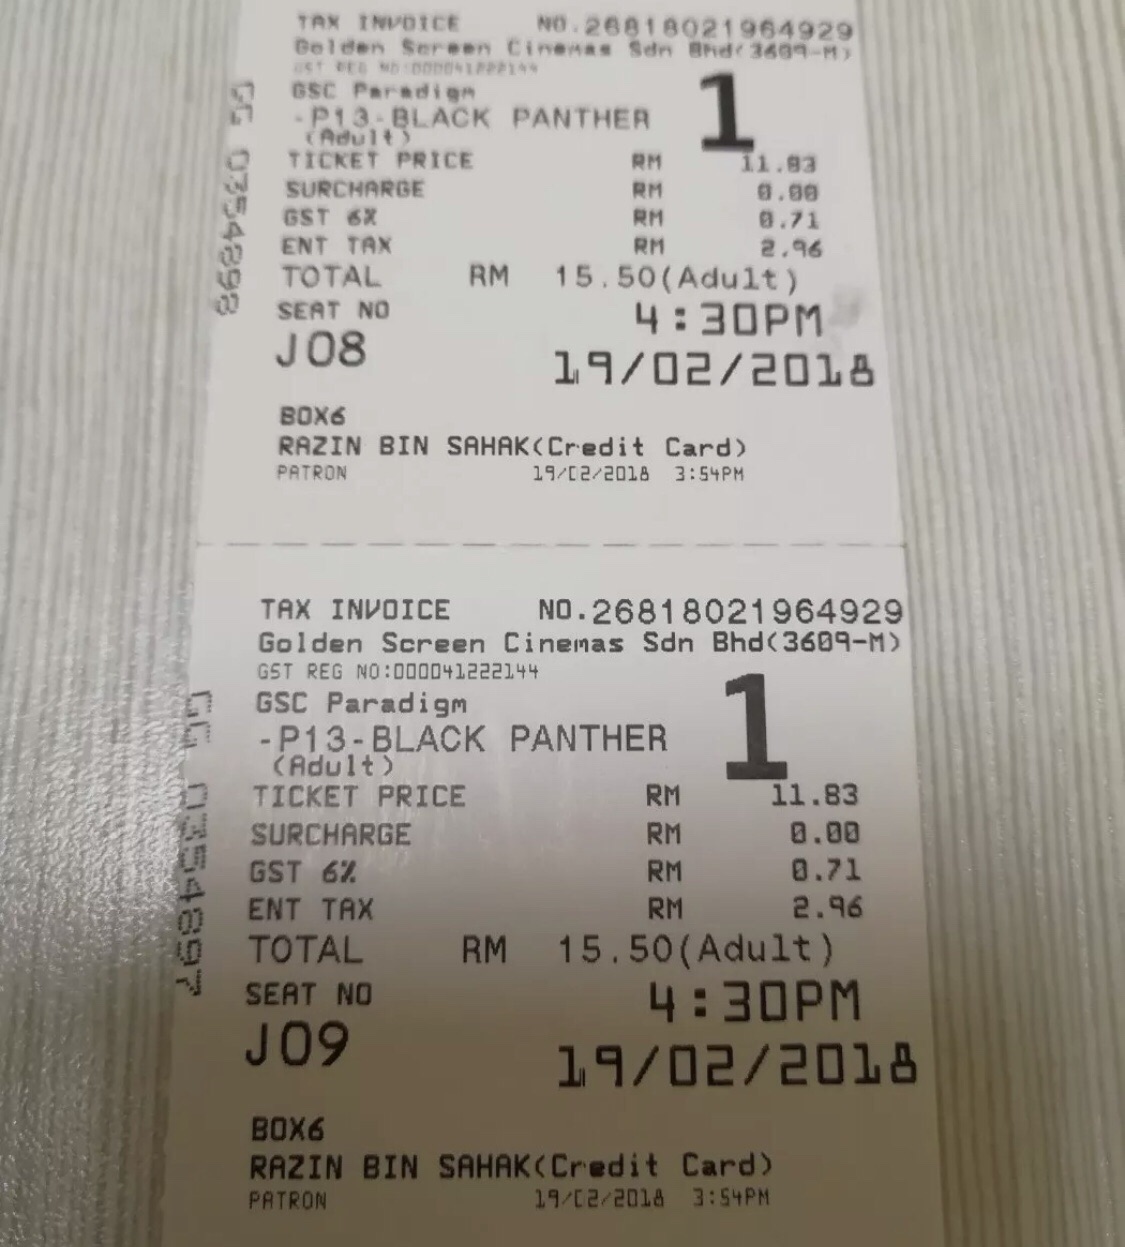 TAX INVOICE NO.26818021964929
Golden Screen Cinemas Sdn Bhd(3609-M)
GST REG NO:000041222144
GSC Paradigm
1
-P13-BLACK PANTHER
(Adult)
TICKET PRICE RM 11.83
SURCHARGE RM 0.00
GST 6% RM 0.71
ENT TAX RM 2.96
TOTAL RM 15.50(Adult)
SEAT NO 4:30PM
J08 19/02/2018
BOX6
RAZIN BIN SAHAK(Credit Card)
PATRON 19/02/2018 3:54PM
GG 0354898
TAX INVOICE NO.26818021964929
Golden Screen Cinemas Sdn Bhd(3609-M)
GST REG NO:000041222144
GSC Paradigm
1
-P13-BLACK PANTHER
(Adult)
TICKET PRICE RM 11.83
SURCHARGE RM 0.00
GST 6% RM 0.71
ENT TAX RM 2.96
TOTAL RM 15.50(Adult)
SEAT NO 4:30PM
J09 19/02/2018
BOX6
RAZIN BIN SAHAK(Credit Card)
PATRON 19/02/2018 3:54PM
GG 0354897